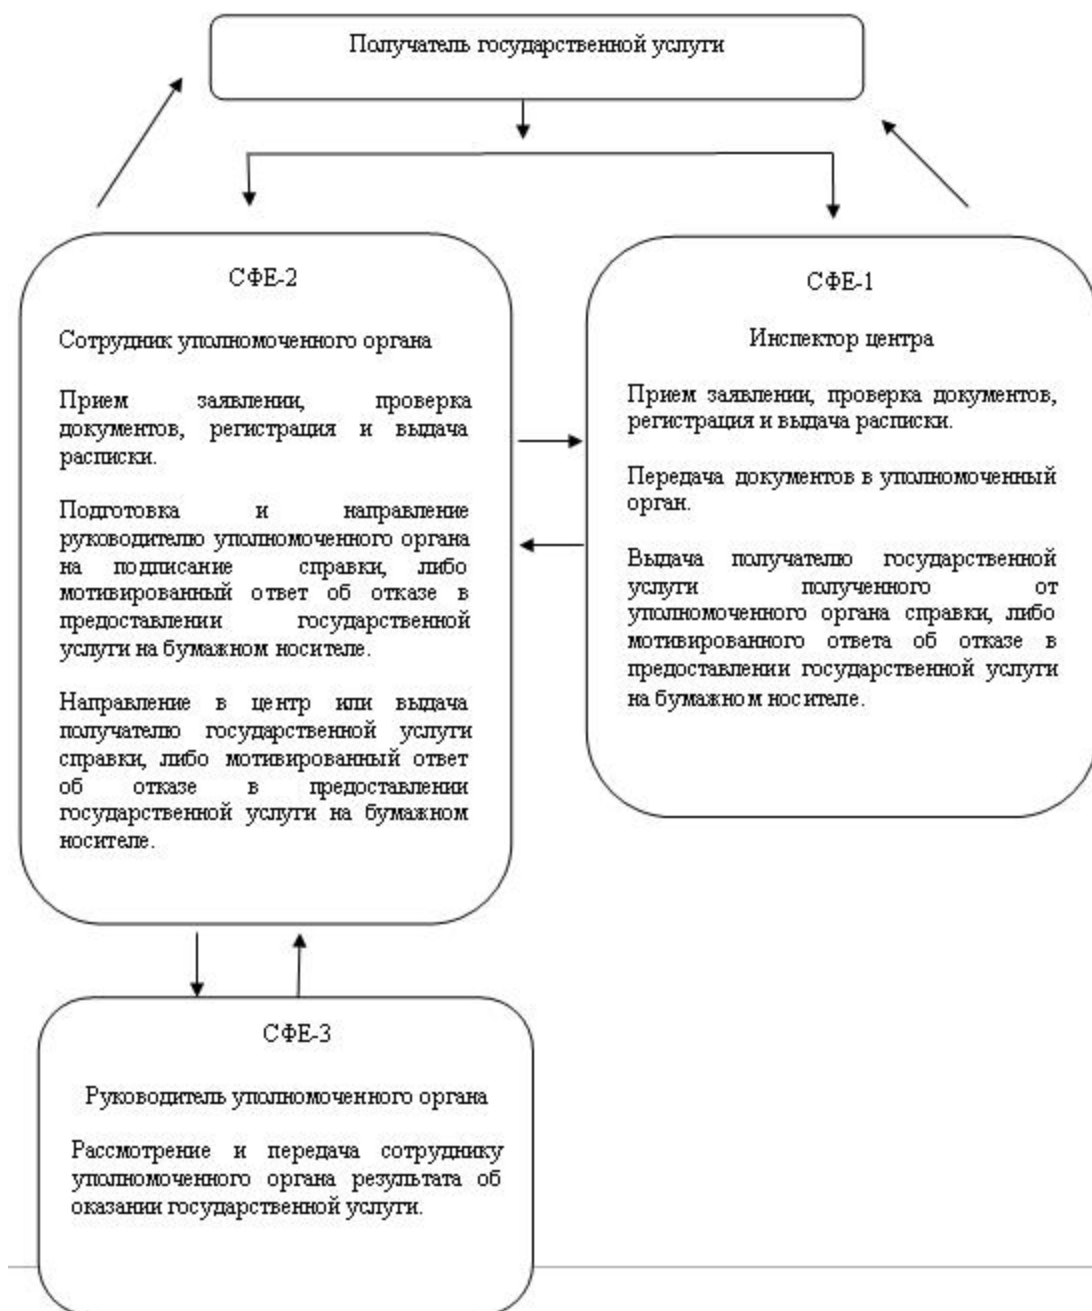 Получатель государственной услуги
СФЕ-2
Сотрудник уполномоченного органа
Прием заявлении, проверка
документов, регистрация и выдача
расписки.
Подготовка и направление
руководителю уполномоченного органа
на подписание справки, либо
мотивированный ответ об отказе в
предоставлении государственной
услуги на бумажном носителе.
Направление в центр или выдача
получателю государственной услуги
справки, либо мотивированный ответ
об отказе в предоставлении
государственной услуги на бумажном
носителе.
СФЕ-1
Инспектор центра
Прием заявлении, проверка документов,
регистрация и выдача расписки.
Передача документов в уполномоченный
орган.
Выдача получателю государственной
услуги полученного от
уполномоченного органа справки, либо
мотивированного ответа об отказе в
предоставлении государственной услуги
на бумажном носителе.
СФЕ-3
Руководитель уполномоченного органа
Рассмотрение и передача сотруднику
уполномоченного органа результата об
оказании государственной услуги.